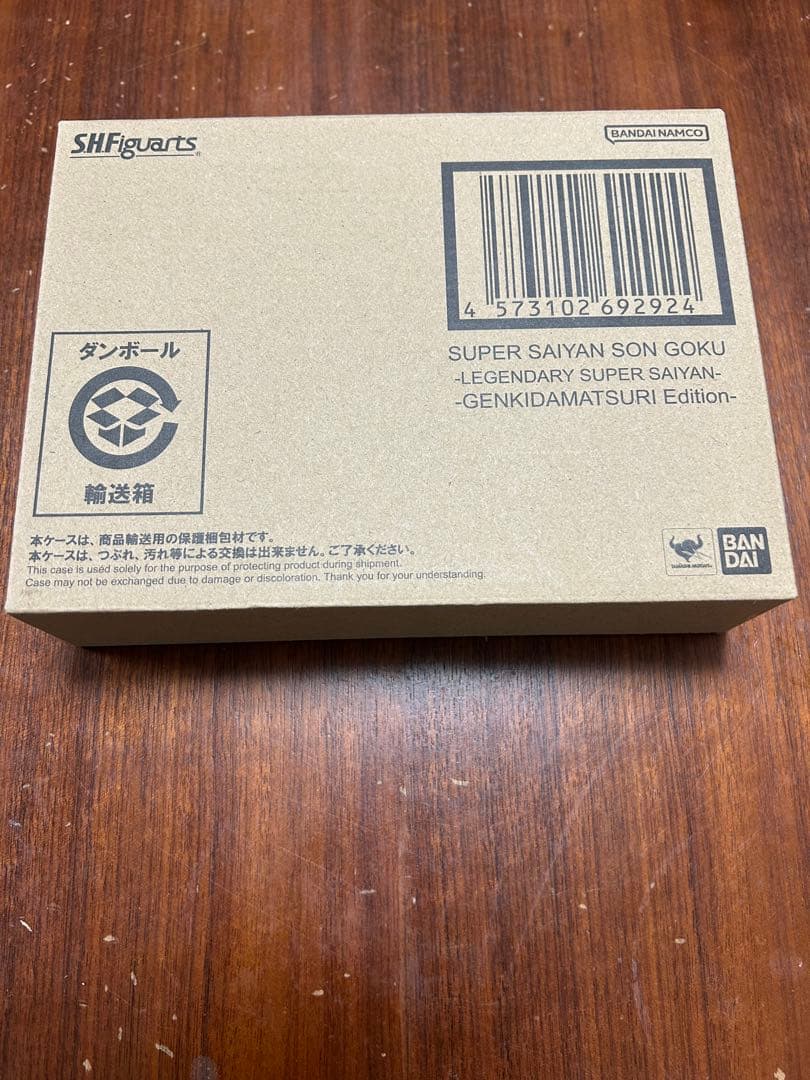 S.H.Figuarts
BANDAI NAMCO
4 573102 692924
SUPER SAIYAN SON GOKU
-LEGENDARY SUPER SAIYAN-
-GENKIDAMATSURI Edition-
ダンボール
輸送箱
本ケースは、商品輸送用の保護梱包材です。
本ケースは、つぶれ、汚れ等による交換は出来ません。ご了承ください。
This case is used solely for the purpose of protecting product during shipment.
Case may not be exchanged due to damage or discoloration. Thank you for your understanding.
TAMASHII NATIONS
BAN
DAI